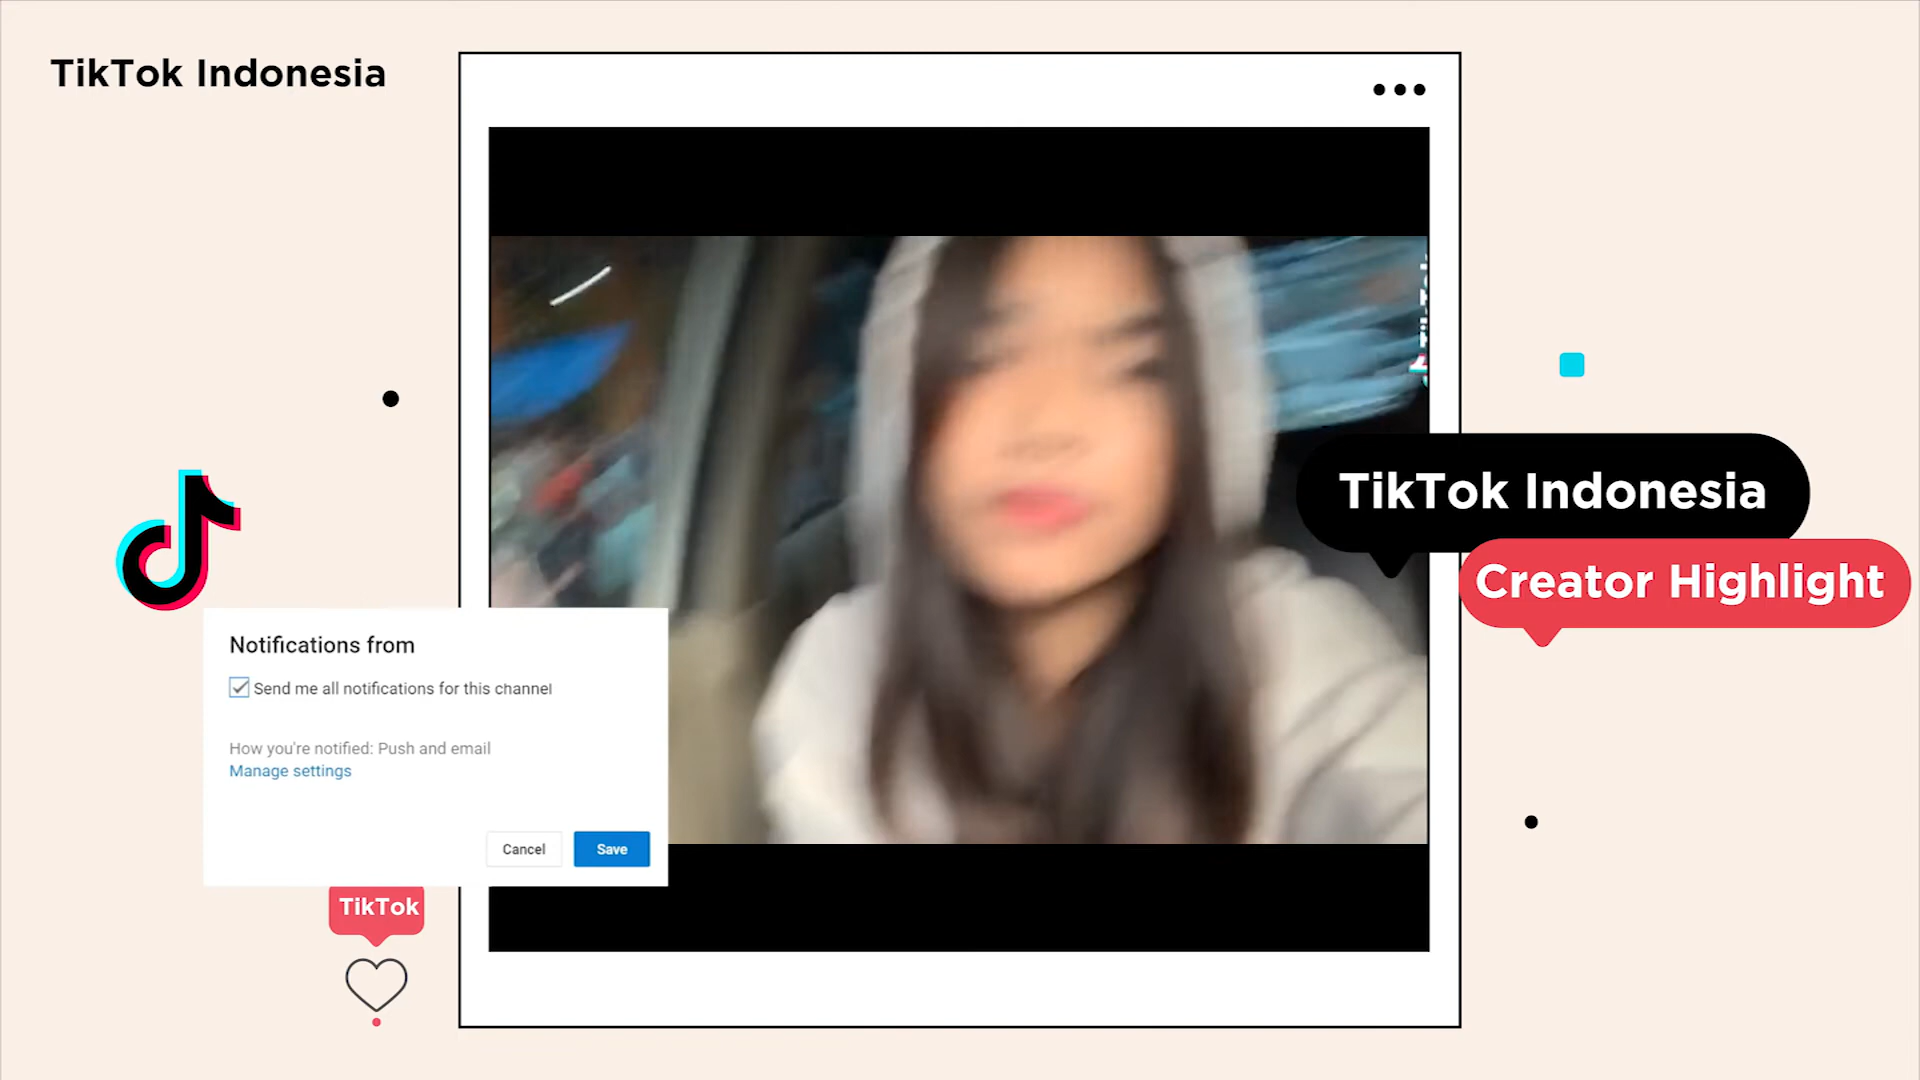 TikTok Indonesia
TikTok Indonesia
Creator Highlight
Notifications from
Send me all notifications for this channel
How you're notified: Push and email
Manage settings
Cancel
Save
TikTok